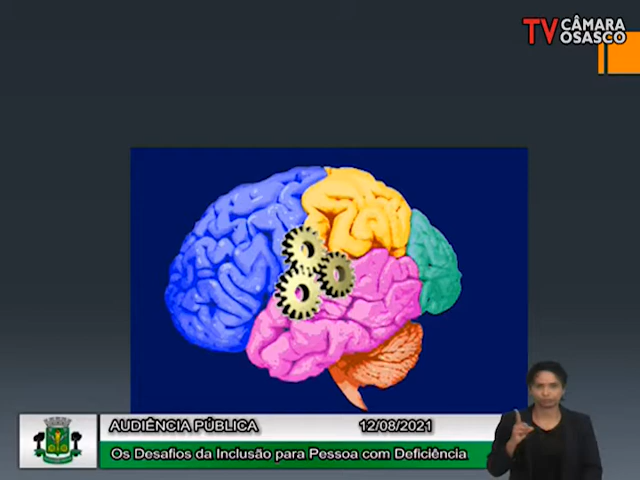 TV CÂMARA
OSASCO
AUDIÊNCIA PÚBLICA 12/08/2021
Os Desafios da Inclusão para Pessoa com Deficiência